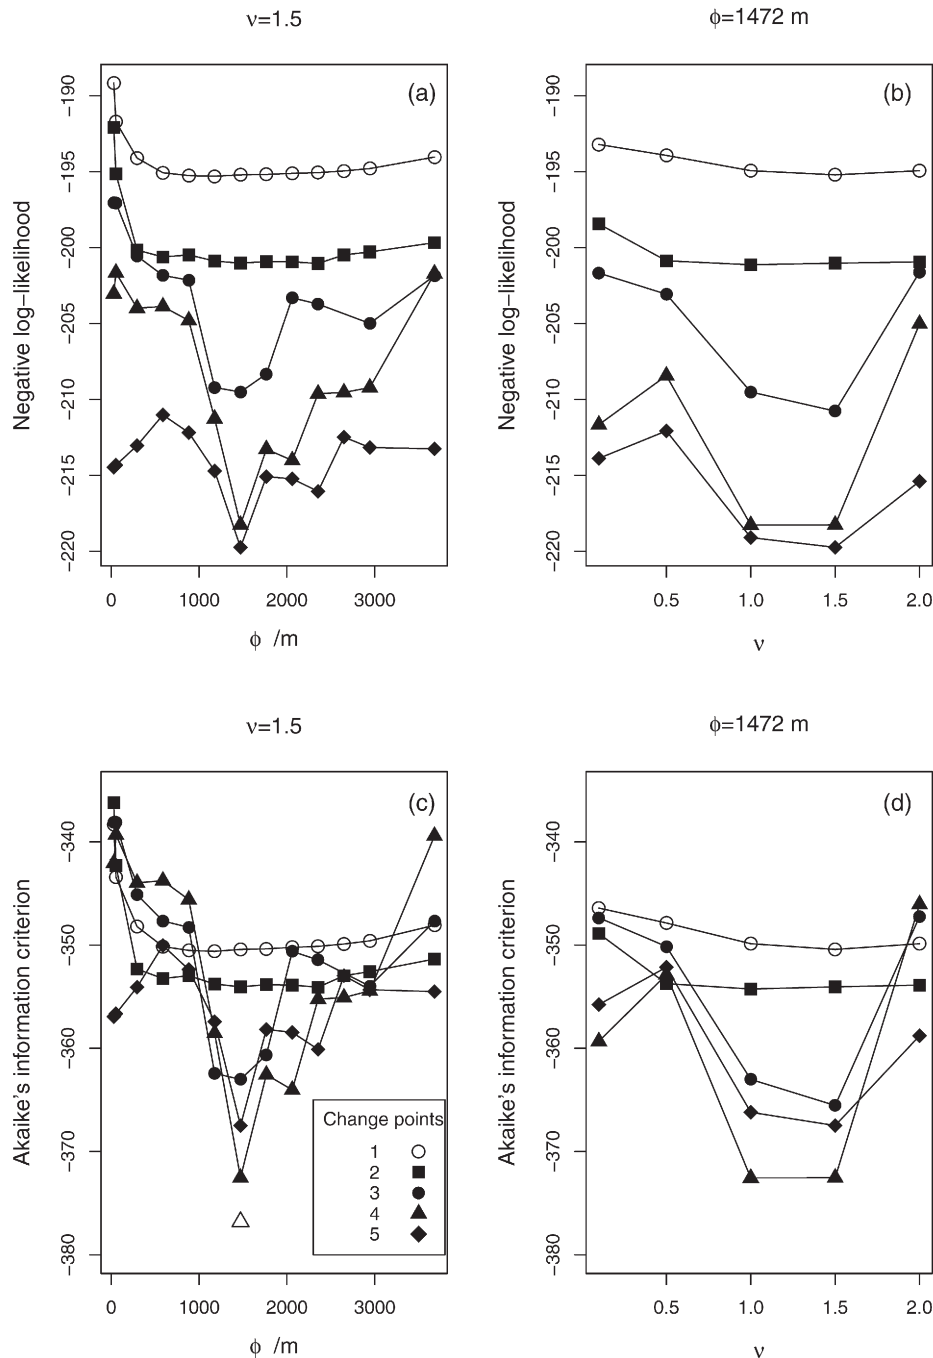 ν=1.5
ϕ=1472 m
(a)
−190
−195
−200
−205
−210
−215
−220
Negative log−likelihood
0 1000 2000 3000
ϕ /m
(b)
−190
−195
−200
−205
−210
−215
−220
Negative log−likelihood
0.5 1.0 1.5 2.0
ν
ν=1.5
ϕ=1472 m
(c)
−340
−350
−360
−370
−380
Akaike's information criterion
Change points
1
2
3
4
5
0 1000 2000 3000
ϕ /m
(d)
−340
−350
−360
−370
−380
Akaike's information criterion
0.5 1.0 1.5 2.0
ν